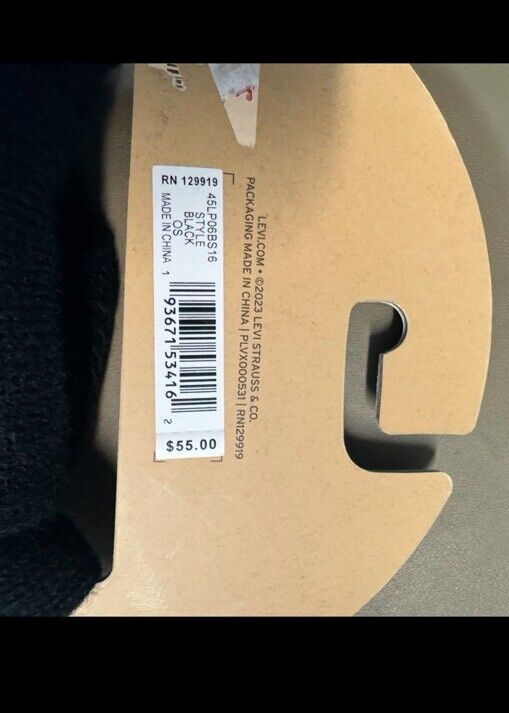 RN 129919
45LP06BS16
STYLE
BLACK
OS
MADE IN CHINA
1 93671 53416 2
$55.00
LEVI.COM • ©2023 LEVI STRAUSS & CO.
PACKAGING MADE IN CHINA | PLVX000531 | RN129919